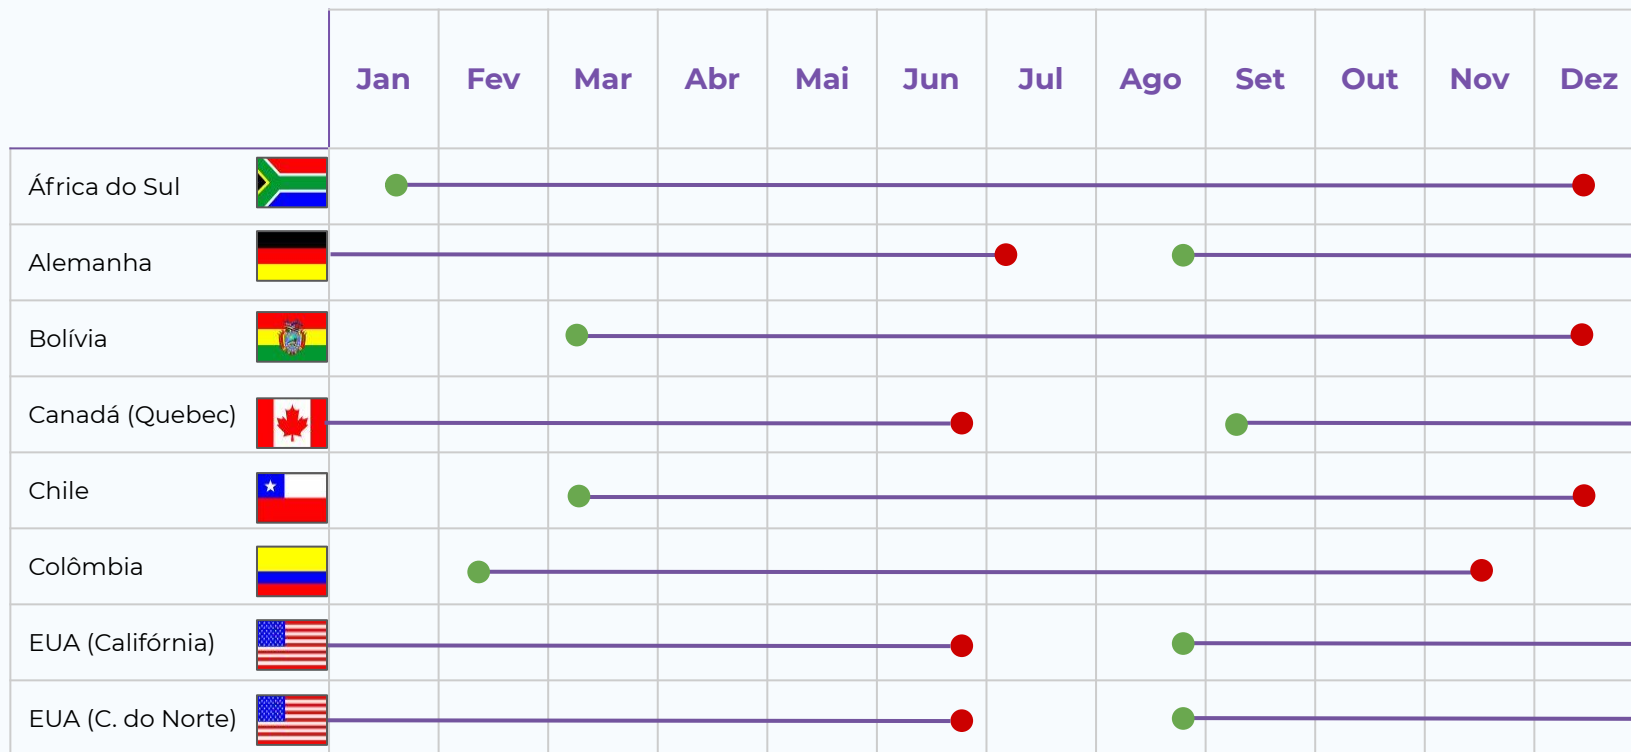 Jan Fev Mar Abr Mai Jun Jul Ago Set Out Nov Dez
África do Sul
Alemanha
Bolívia
Canadá (Quebec)
Chile
Colômbia
EUA (Califórnia)
EUA (C. do Norte)